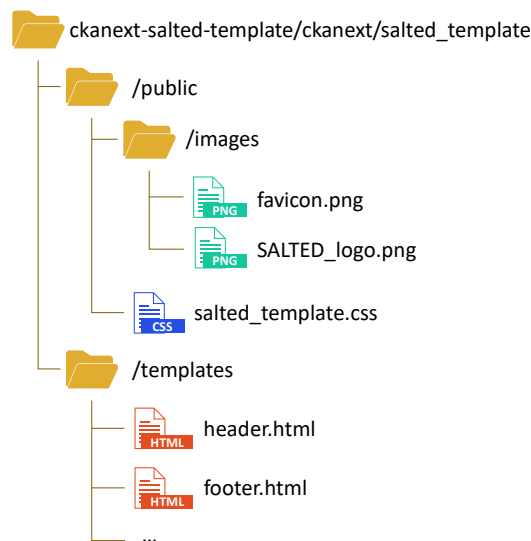 ckanext-salted-template/ckanext/salted_template
/public
/images
PNG favicon.png
PNG SALTED_logo.png
CSS salted_template.css
/templates
HTML header.html
HTML footer.html
...